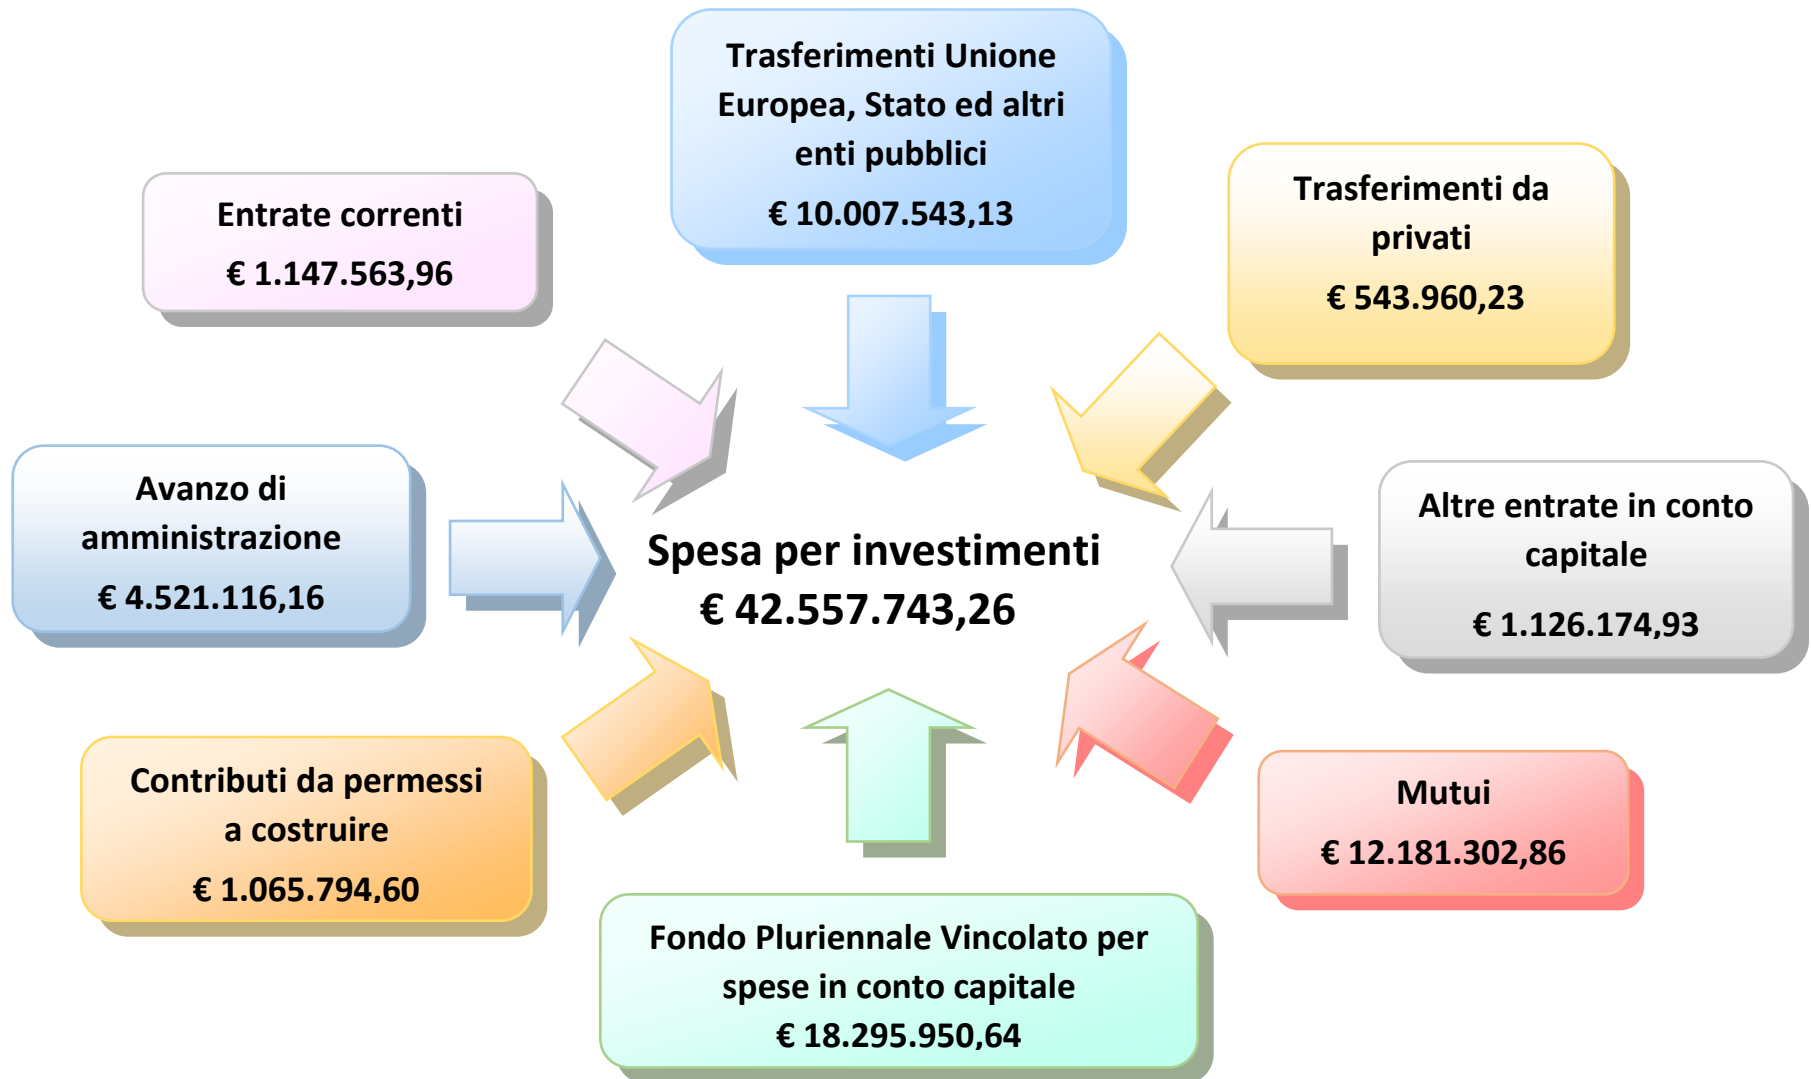 Trasferimenti Unione
Europea, Stato ed altri
enti pubblici
€ 10.007.543,13
Entrate correnti
€ 1.147.563,96
Trasferimenti da
privati
€ 543.960,23
Avanzo di
amministrazione
€ 4.521.116,16
Spesa per investimenti
€ 42.557.743,26
Altre entrate in conto
capitale
€ 1.126.174,93
Contributi da permessi
a costruire
€ 1.065.794,60
Mutui
€ 12.181.302,86
Fondo Pluriennale Vincolato per
spese in conto capitale
€ 18.295.950,64